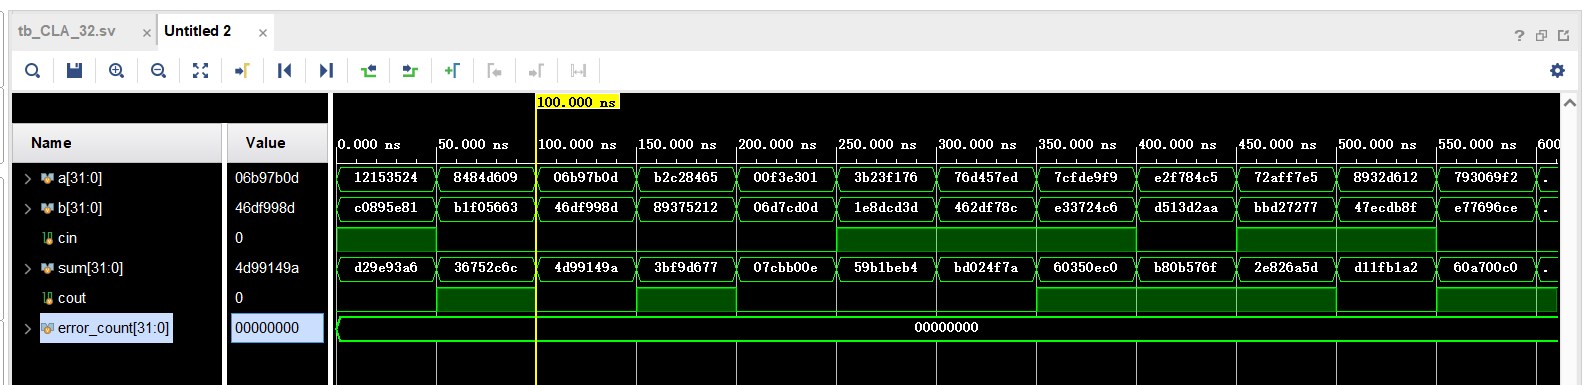 tb_CLA_32.sv × Untitled 2 ×
?
100.000 ns
Name Value
0.000 ns 50.000 ns 100.000 ns 150.000 ns 200.000 ns 250.000 ns 300.000 ns 350.000 ns 400.000 ns 450.000 ns 500.000 ns 550.000 ns 600
a[31:0] 06b97b0d 12153524 8484d609 06b97b0d b2c28465 00f3e301 3b23f176 76d457ed 7cfde9f9 e2f784c5 72aff7e5 8932d612 793069f2 .
b[31:0] 46df998d c0895e81 b1f05663 46df998d 89375212 06d7cd0d 1e8dcd3d 462df78c e33724c6 d513d2aa bbd27277 47ecdb8f e77696ce .
cin 0
sum[31:0] 4d99149a d29e93a6 36752c6c 4d99149a 3bf9d677 07cbb00e 59b1beb4 bd024f7a 60350ec0 b80b576f 2e826a5d d11fb1a2 60a700c0 .
cout 0
error_count[31:0] 00000000 00000000